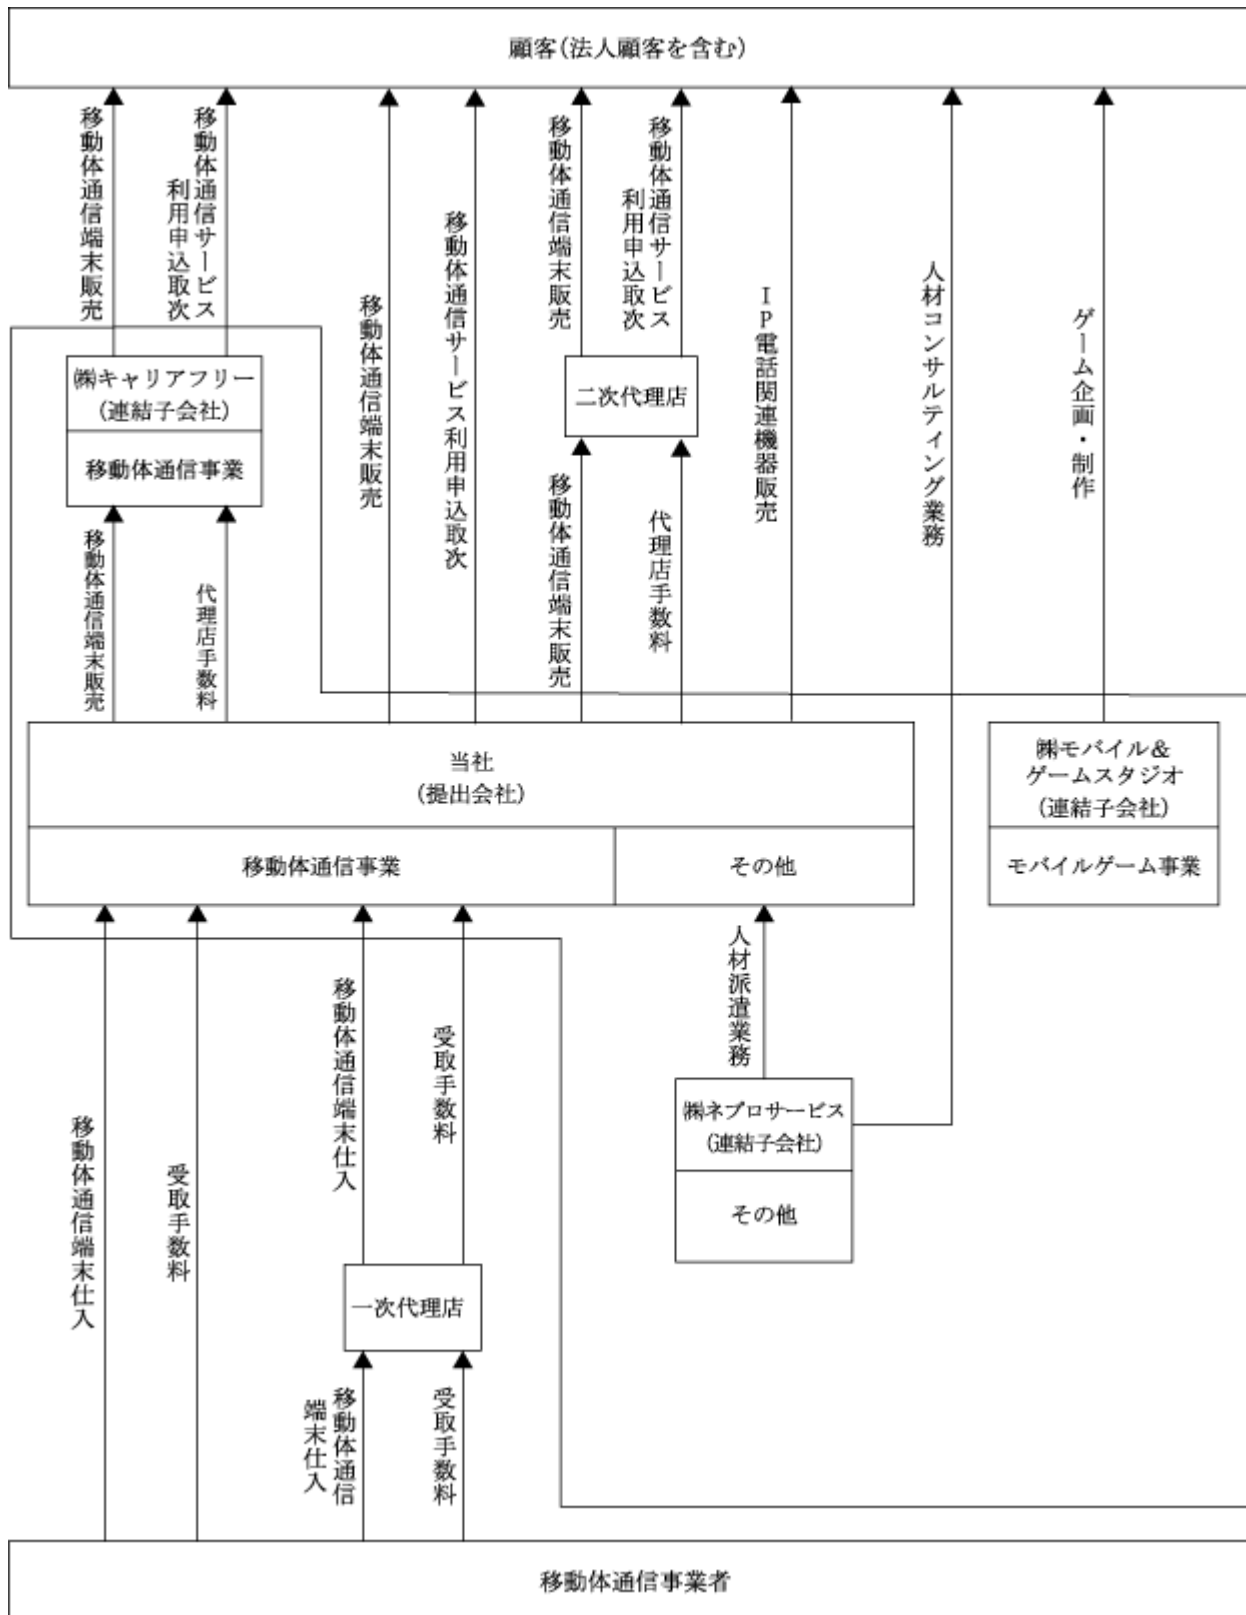 顧客(法人顧客を含む)
移動体通信端末販売
移動体通信サービス
利用申込取次
移動体通信端末販売
移動体通信サービス利用申込取次
移動体通信端末販売
移動体通信サービス
利用申込取次
IP電話関連機器販売
人材コンサルティング業務
ゲーム企画・制作
㈱キャリアフリー
(連結子会社)
移動体通信事業
二次代理店
移動体通信端末販売
代理店手数料
移動体通信端末販売
代理店手数料
当社
(提出会社)
移動体通信事業
その他
㈱モバイル&
ゲームスタジオ
(連結子会社)
モバイルゲーム事業
移動体通信端末仕入
受取手数料
移動体通信端末仕入
受取手数料
人材派遣業務
㈱ネプロサービス
(連結子会社)
その他
一次代理店
移動体通信
端末仕入
受取手数料
移動体通信事業者